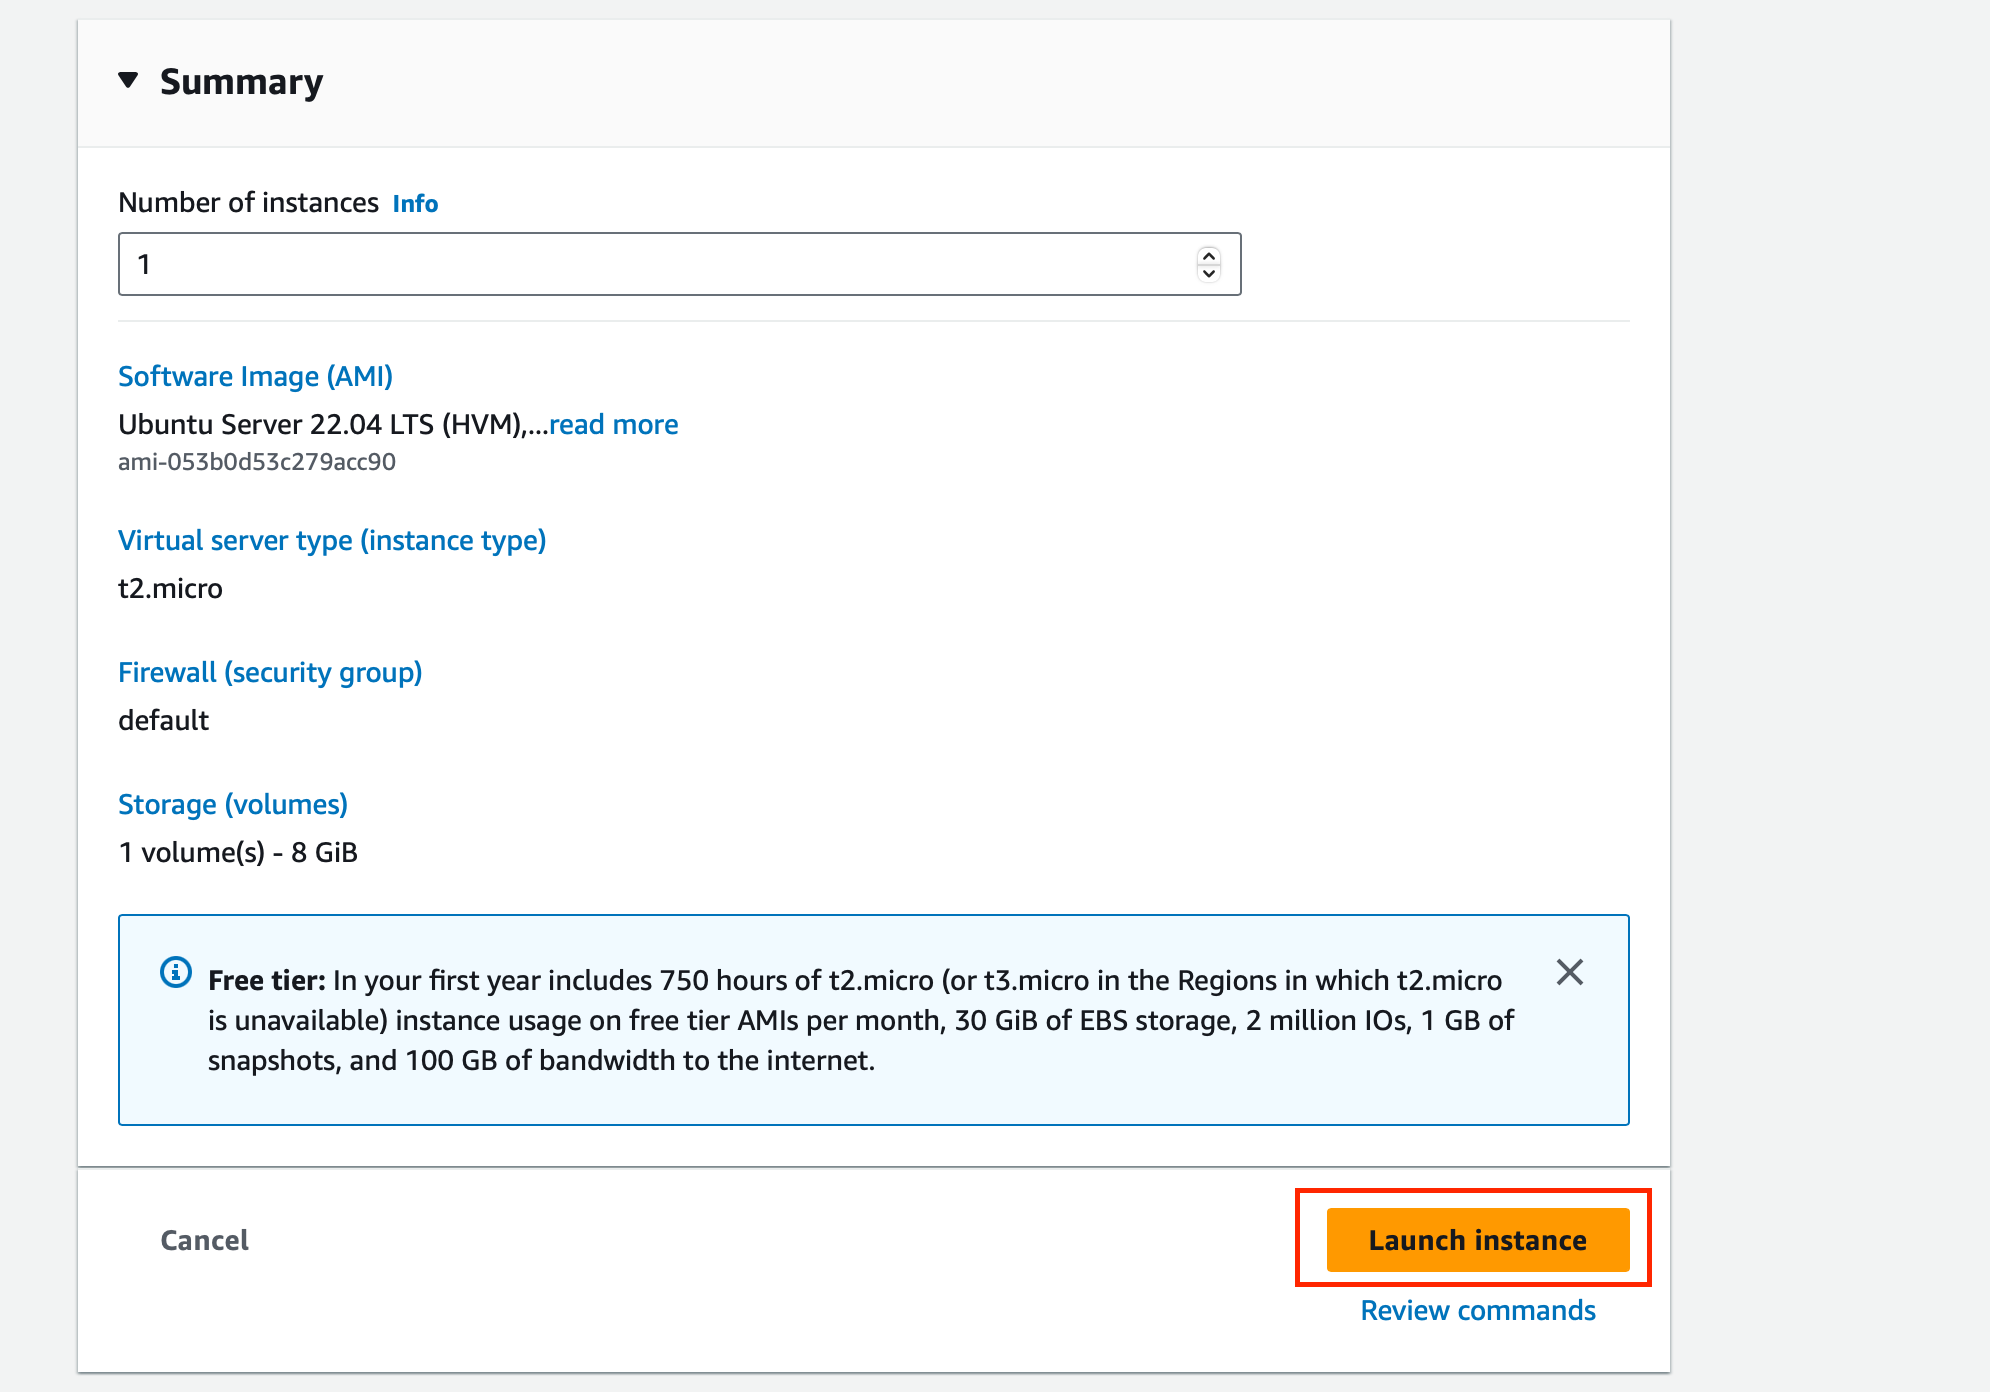 Summary
Number of instances Info
1
Software Image (AMI)
Ubuntu Server 22.04 LTS (HVM),...read more
ami-053b0d53c279acc90
Virtual server type (instance type)
t2.micro
Firewall (security group)
default
Storage (volumes)
1 volume(s) - 8 GiB
Free tier: In your first year includes 750 hours of t2.micro (or t3.micro in the Regions in which t2.micro
is unavailable) instance usage on free tier AMIs per month, 30 GiB of EBS storage, 2 million IOs, 1 GB of
snapshots, and 100 GB of bandwidth to the internet.
Cancel
Launch instance
Review commands